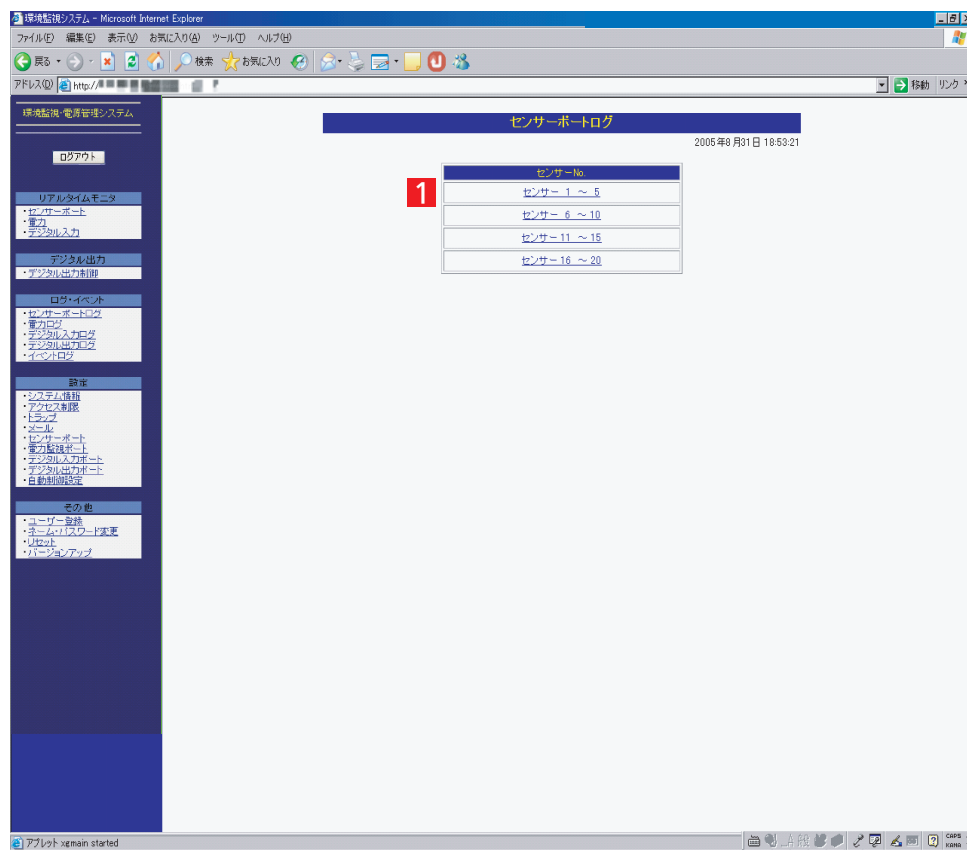 環境監視システム - Microsoft Internet Explorer
ファイル(F) 編集(E) 表示(V) お気に入り(A) ツール(T) ヘルプ(H)
戻る 検索 お気に入り
アドレス(D) http:// 移動 リンク »
環境監視・電源管理システム
ログアウト
リアルタイムモニタ
・センサーポート
・電力
・デジタル入力
デジタル出力
・デジタル出力制御
ログ・イベント
・センサーポートログ
・電力ログ
・デジタル入力ログ
・デジタル出力ログ
・イベントログ
設定
・システム情報
・アクセス制限
・トラップ
・メール
・センサーポート
・電力監視ポート
・デジタル入力ポート
・デジタル出力ポート
・自動制御設定
その他
・ユーザー登録
・ネーム・パスワード変更
・リセット
・バージョンアップ
センサーポートログ
2005年8月31日 18:53:21
センサーNo.
1
センサー 1 ～ 5
センサー 6 ～10
センサー11 ～15
センサー16 ～20
アプレット xgmain started
A 般 CAPS
KANA